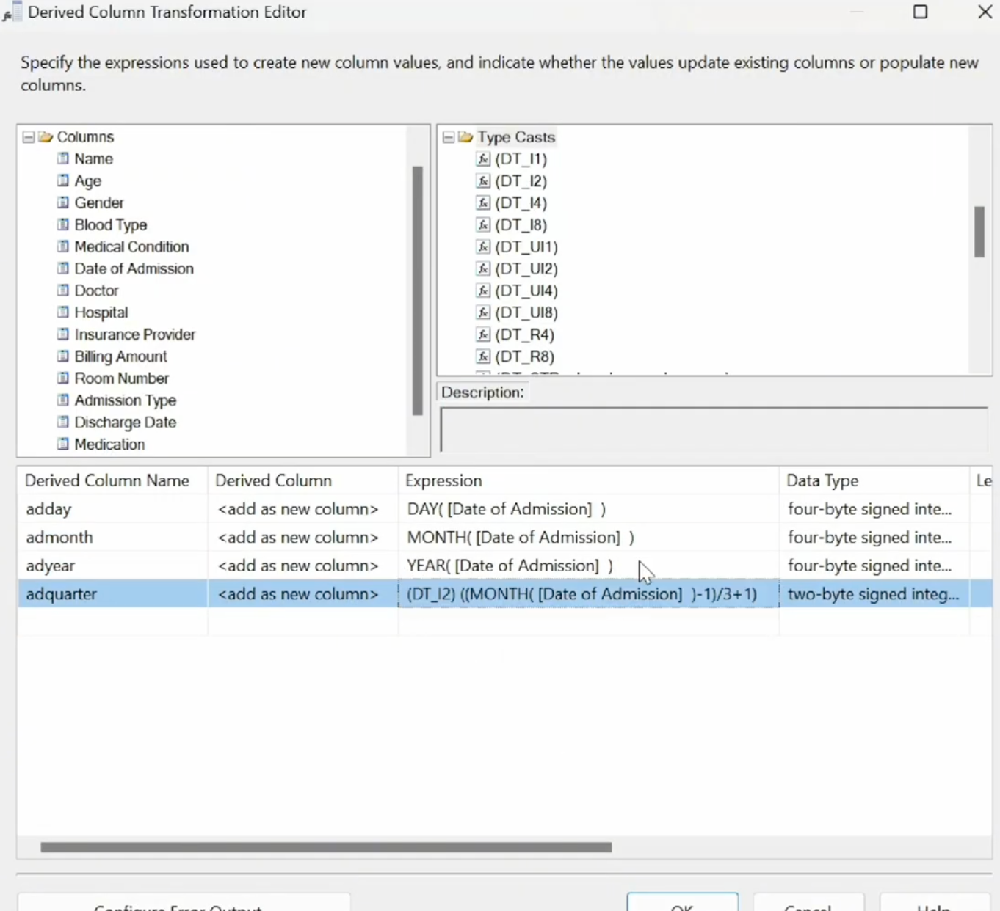 Derived Column Transformation Editor
Specify the expressions used to create new column values, and indicate whether the values update existing columns or populate new
columns.
Columns
Name
Age
Gender
Blood Type
Medical Condition
Date of Admission
Doctor
Hospital
Insurance Provider
Billing Amount
Room Number
Admission Type
Discharge Date
Medication
Type Casts
(DT_I1)
(DT_I2)
(DT_I4)
(DT_I8)
(DT_UI1)
(DT_UI2)
(DT_UI4)
(DT_UI8)
(DT_R4)
(DT_R8)
Description:
Derived Column Name Derived Column Expression Data Type Le
adday <add as new column> DAY( [Date of Admission] ) four-byte signed inte...
admonth <add as new column> MONTH( [Date of Admission] ) four-byte signed inte...
adyear <add as new column> YEAR( [Date of Admission] ) four-byte signed inte...
adquarter <add as new column> (DT_I2) ((MONTH( [Date of Admission] )-1)/3+1) two-byte signed integ...
Configure Error Output... OK Cancel Help